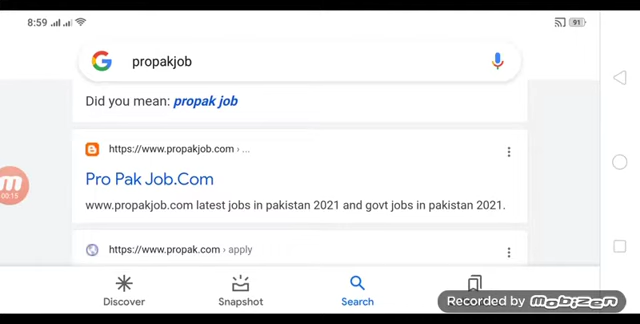 8:59
91
propakjob
Did you mean: propak job
https://www.propakjob.com › ...
Pro Pak Job.Com
www.propakjob.com latest jobs in pakistan 2021 and govt jobs in pakistan 2021.
00:15
https://www.propak.com › apply
Discover
Snapshot
Search
Recorded by Mobizen